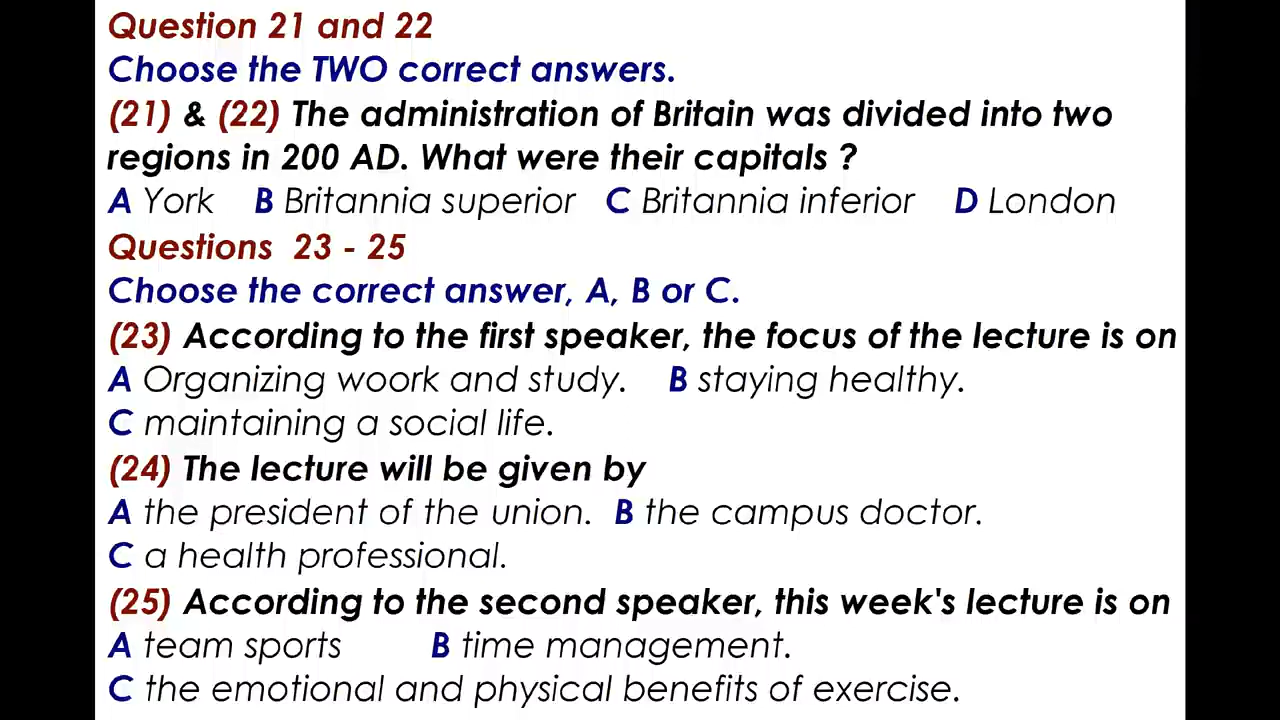 Question 21 and 22
Choose the TWO correct answers.
(21) & (22) The administration of Britain was divided into two
regions in 200 AD. What were their capitals ?
A York B Britannia superior C Britannia inferior D London
Questions 23 - 25
Choose the correct answer, A, B or C.
(23) According to the first speaker, the focus of the lecture is on
A Organizing woork and study. B staying healthy.
C maintaining a social life.
(24) The lecture will be given by
A the president of the union. B the campus doctor.
C a health professional.
(25) According to the second speaker, this week's lecture is on
A team sports B time management.
C the emotional and physical benefits of exercise.